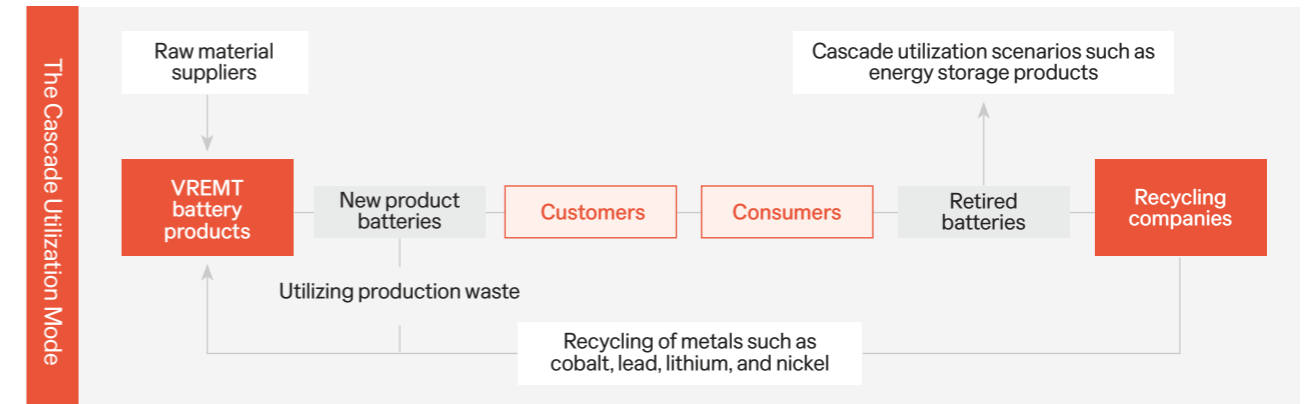 The Cascade Utilization Mode
Raw material
suppliers
Cascade utilization scenarios such as
energy storage products
VREMT
battery
products
New product
batteries
Customers
Consumers
Retired
batteries
Recycling
companies
Utilizing production waste
Recycling of metals such as
cobalt, lead, lithium, and nickel